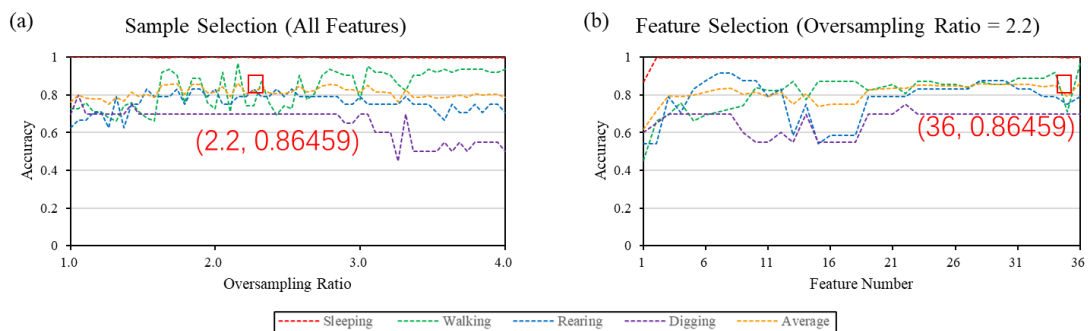 (a) Sample Selection (All Features)
1
0.8
0.6
0.4
0.2
0
Accuracy
(2.2, 0.86459)
1.0 2.0 3.0 4.0
Oversampling Ratio
(b) Feature Selection (Oversampling Ratio = 2.2)
1
0.8
0.6
0.4
0.2
0
Accuracy
(36, 0.86459)
1 6 11 16 21 26 31 36
Feature Number
Sleeping Walking Rearing Digging Average